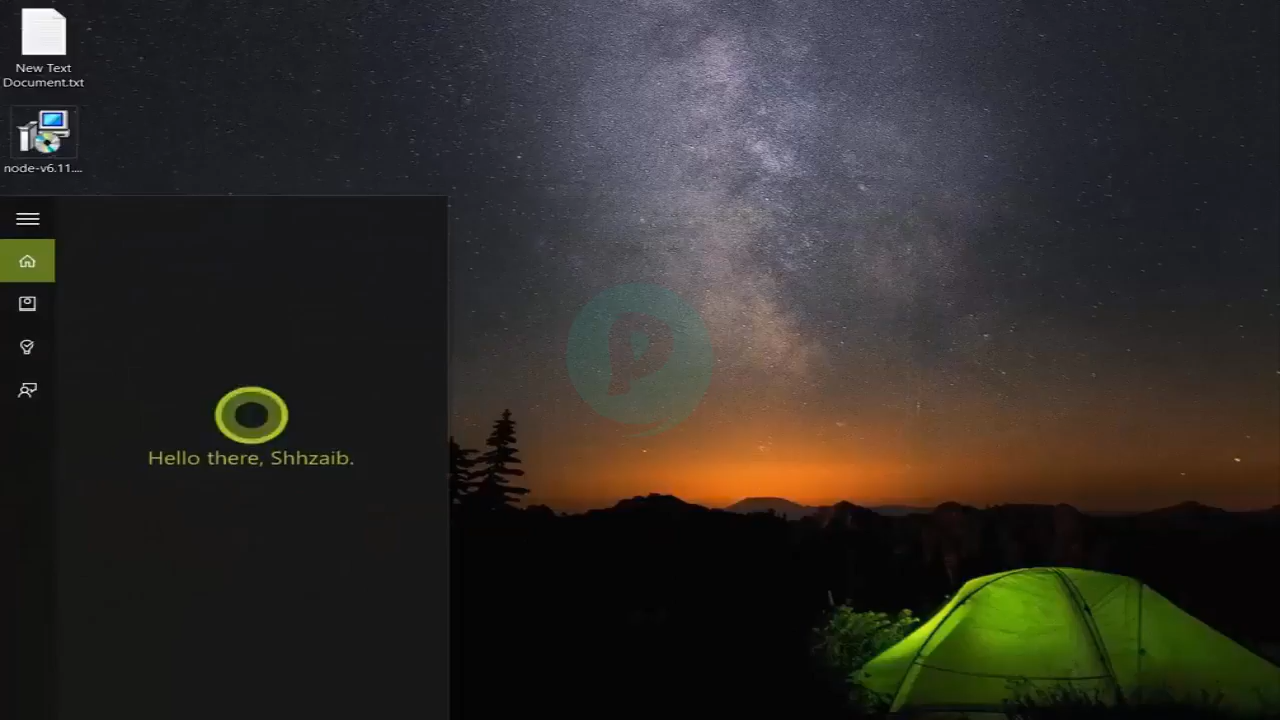 New Text
Document.txt
node-v6.11....
Hello there, Shhzaib.